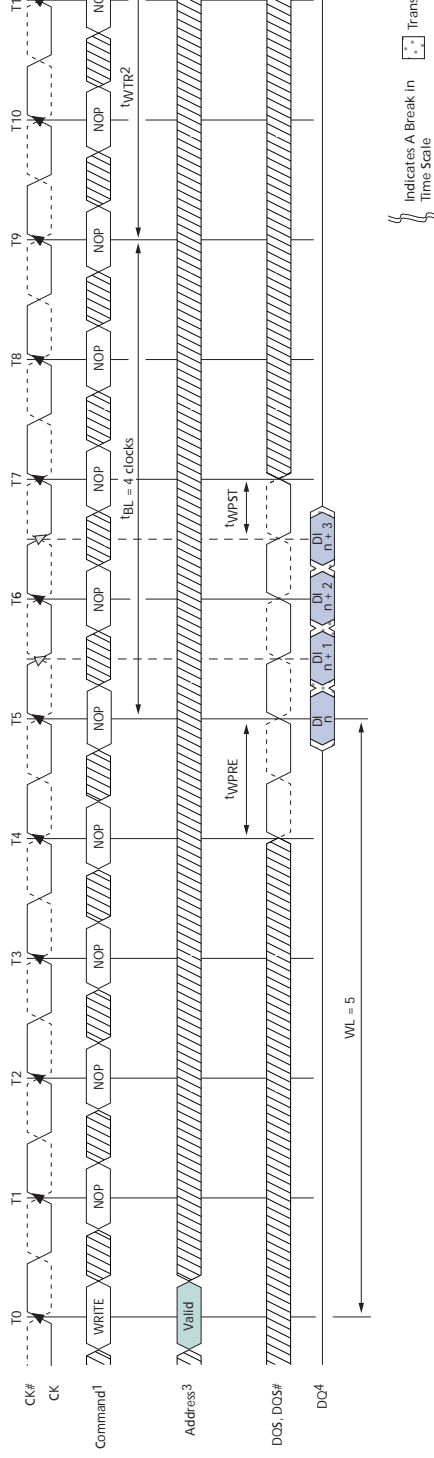 T0 T1 T2 T3 T4 T5 T6 T7 T8 T9 T10
CK#
CK
Command1 WRITE NOP NOP NOP NOP NOP NOP NOP NOP NOP NOP
tBL = 4 clocks tWTR2
Address3 Valid
tWPRE tWPST
DQS, DQS#
DQ4 DI n DI n + 1 DI n + 2 DI n + 3
WL = 5
Indicates A Break in
Time Scale